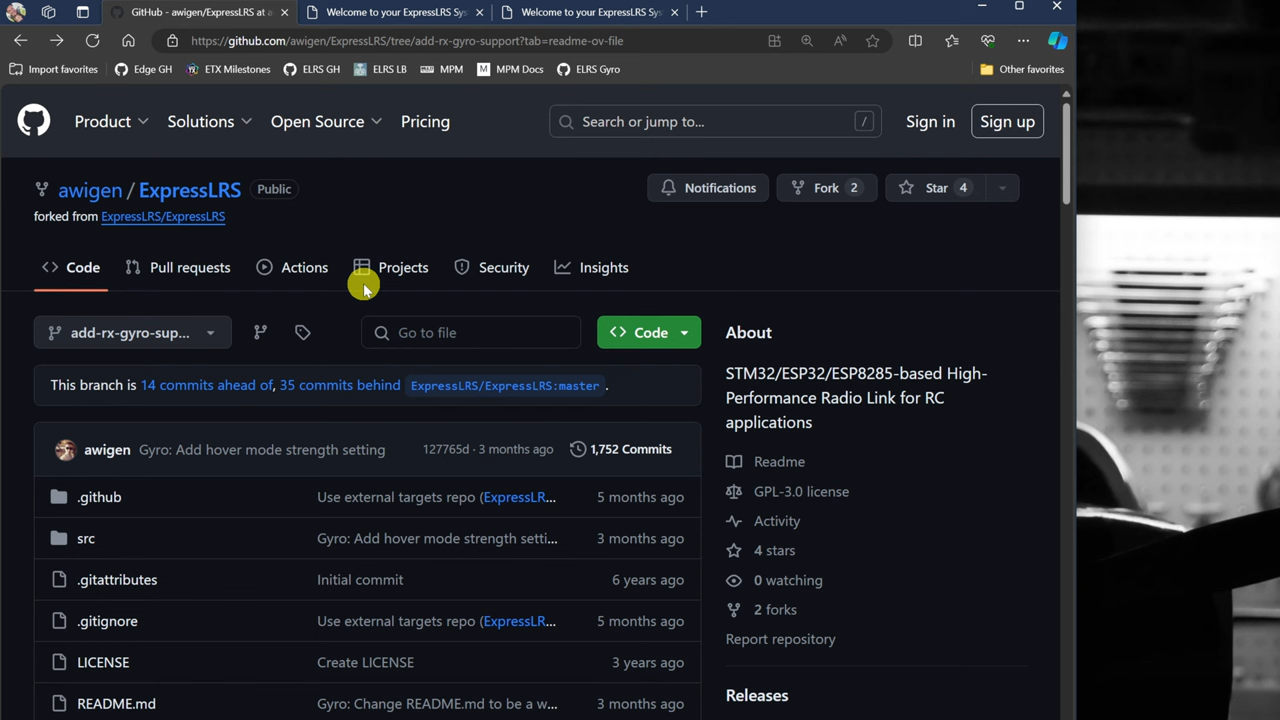 GitHub - awigen/ExpressLRS at a
Welcome to your ExpressLRS Sys
Welcome to your ExpressLRS Sys
https://github.com/awigen/ExpressLRS/tree/add-rx-gyro-support?tab=readme-ov-file
Import favorites
Edge GH
ETX Milestones
ELRS GH
ELRS LB
MPM
MPM Docs
ELRS Gyro
Other favorites
Product
Solutions
Open Source
Pricing
Search or jump to...
/
Sign in
Sign up
awigen / ExpressLRS Public
forked from ExpressLRS/ExpressLRS
Notifications
Fork 2
Star 4
Code
Pull requests
Actions
Projects
Security
Insights
add-rx-gyro-sup...
Go to file
Code
This branch is 14 commits ahead of, 35 commits behind ExpressLRS/ExpressLRS:master .
awigen Gyro: Add hover mode strength setting 127765d · 3 months ago 1,752 Commits
.github Use external targets repo (ExpressLR... 5 months ago
src Gyro: Add hover mode strength setti... 3 months ago
.gitattributes Initial commit 6 years ago
.gitignore Use external targets repo (ExpressLR... 5 months ago
LICENSE Create LICENSE 3 years ago
README.md Gyro: Change README.md to be a w... 3 months ago
About
STM32/ESP32/ESP8285-based High-
Performance Radio Link for RC
applications
Readme
GPL-3.0 license
Activity
4 stars
0 watching
2 forks
Report repository
Releases